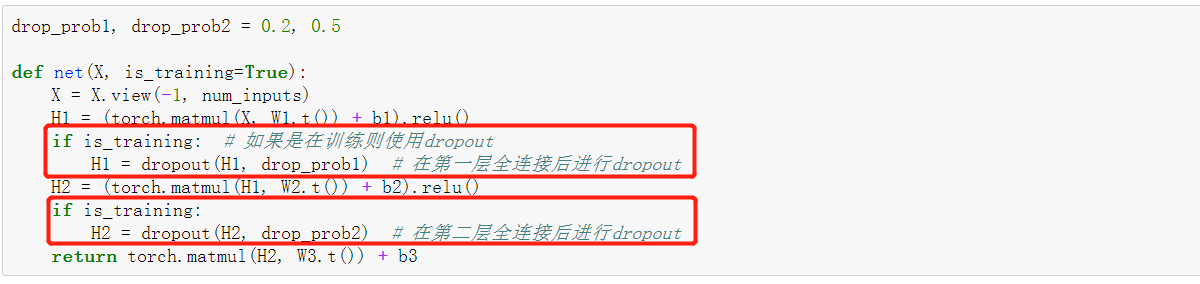 drop_prob1, drop_prob2 = 0.2, 0.5
def net(X, is_training=True):
X = X.view(-1, num_inputs)
H1 = (torch.matmul(X, W1.t()) + b1).relu()
if is_training: # 如果是在训练则使用dropout
H1 = dropout(H1, drop_prob1) # 在第一层全连接后进行dropout
H2 = (torch.matmul(H1, W2.t()) + b2).relu()
if is_training:
H2 = dropout(H2, drop_prob2) # 在第二层全连接后进行dropout
return torch.matmul(H2, W3.t()) + b3